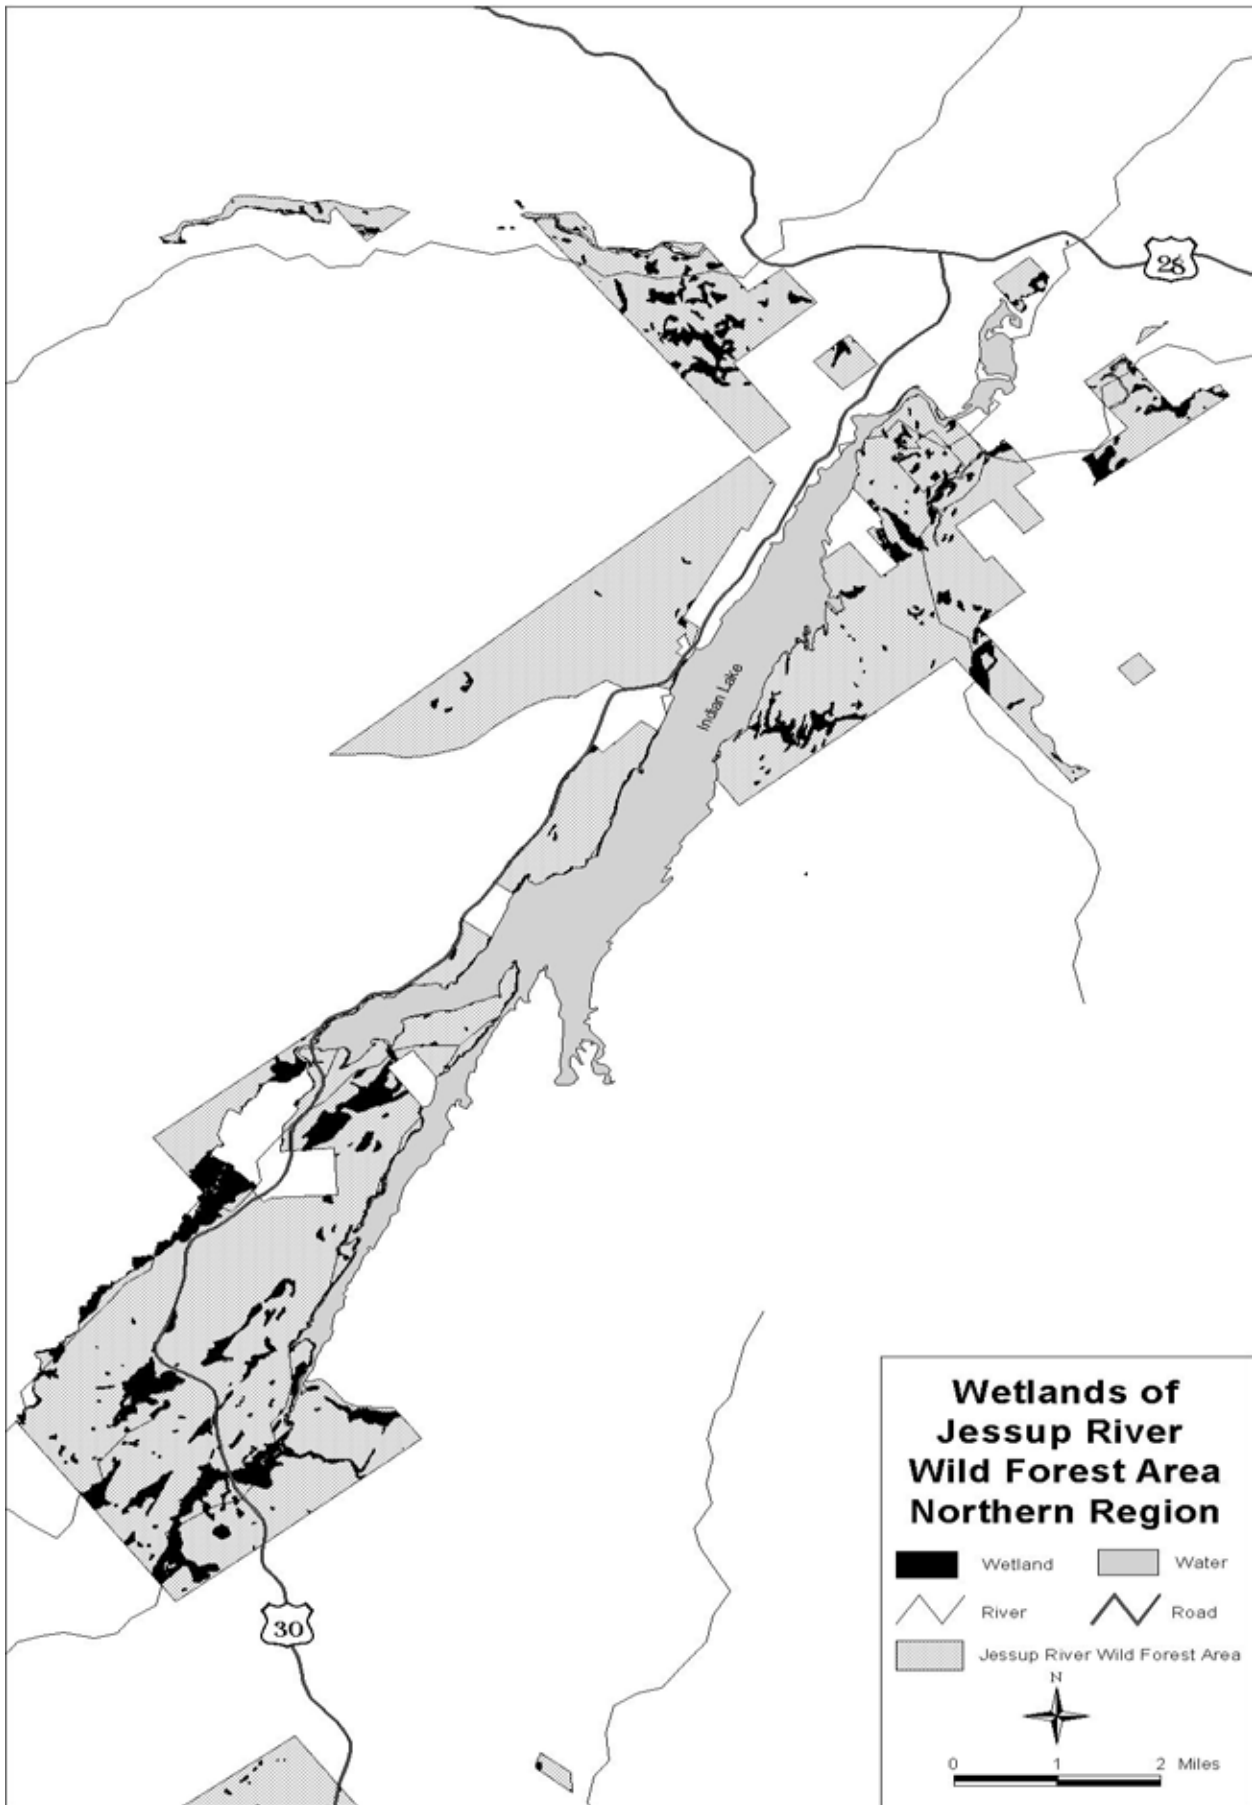 28
Indian Lake
30
Wetlands of
Jessup River
Wild Forest Area
Northern Region
Wetland
Water
River
Road
Jessup River Wild Forest Area
N
0 1 2 Miles